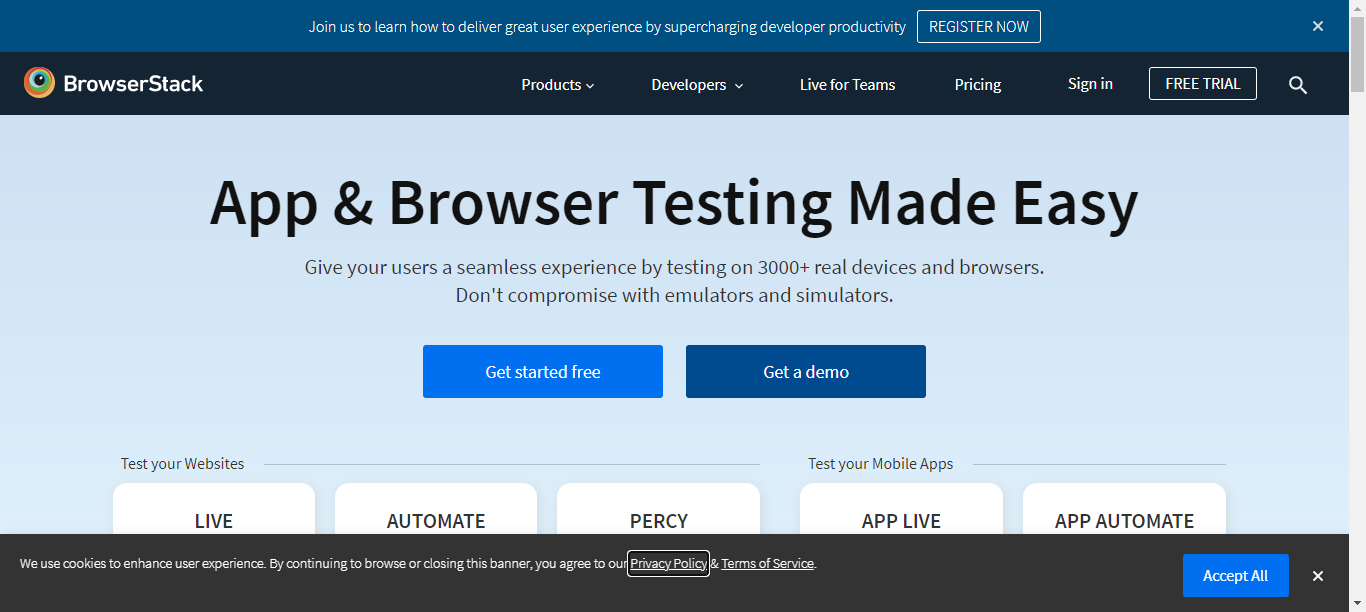 Join us to learn how to deliver great user experience by supercharging developer productivity REGISTER NOW
BrowserStack Products Developers Live for Teams Pricing Sign in FREE TRIAL
App & Browser Testing Made Easy
Give your users a seamless experience by testing on 3000+ real devices and browsers.
Don't compromise with emulators and simulators.
Get started free Get a demo
Test your Websites Test your Mobile Apps
LIVE AUTOMATE PERCY APP LIVE APP AUTOMATE
We use cookies to enhance user experience. By continuing to browse or closing this banner, you agree to our Privacy Policy & Terms of Service.
Accept All